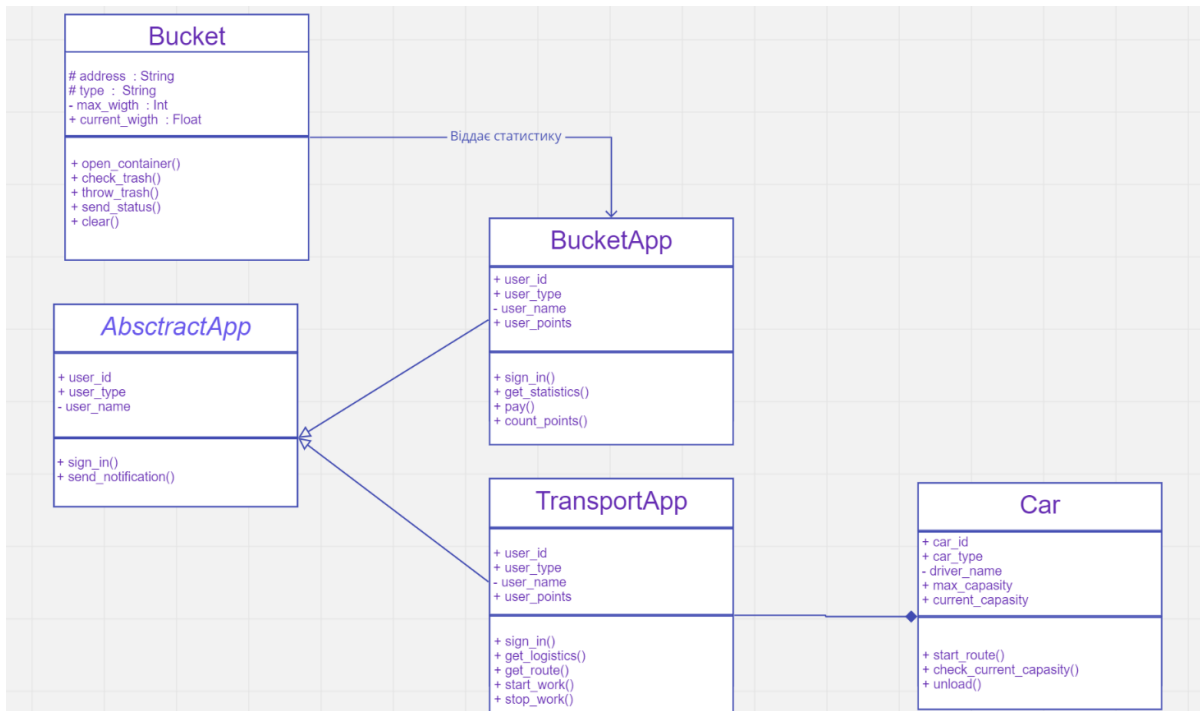 Bucket
# address : String
# type : String
- max_wigth : Int
+ current_wigth : Float
+ open_container()
+ check_trash()
+ throw_trash()
+ send_status()
+ clear()
Віддає статистику
BucketApp
+ user_id
+ user_type
- user_name
+ user_points
+ sign_in()
+ get_statistics()
+ pay()
+ count_points()
AbsctractApp
+ user_id
+ user_type
- user_name
+ sign_in()
+ send_notification()
TransportApp
+ user_id
+ user_type
- user_name
+ user_points
+ sign_in()
+ get_logistics()
+ get_route()
+ start_work()
+ stop_work()
Car
+ car_id
+ car_type
- driver_name
+ max_capasity
+ current_capasity
+ start_route()
+ check_current_capasity()
+ unload()